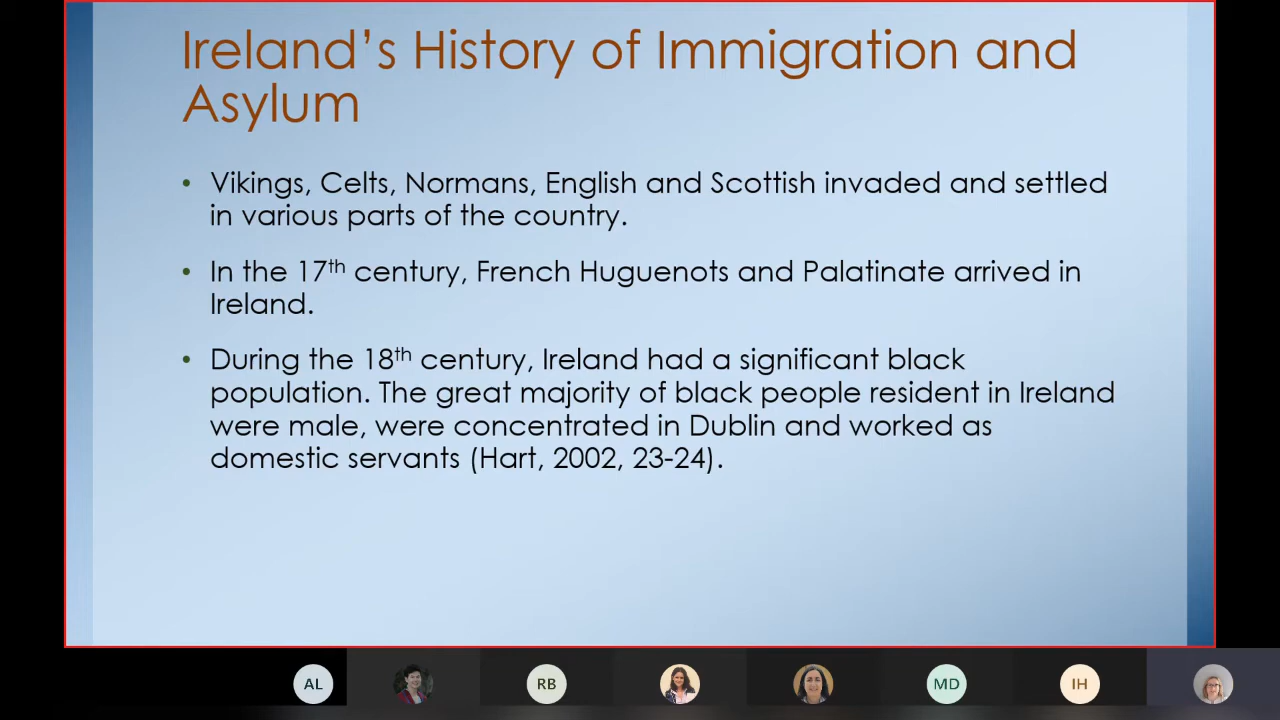 Ireland’s History of Immigration and
Asylum
• Vikings, Celts, Normans, English and Scottish invaded and settled
in various parts of the country.
• In the 17th century, French Huguenots and Palatinate arrived in
Ireland.
• During the 18th century, Ireland had a significant black
population. The great majority of black people resident in Ireland
were male, were concentrated in Dublin and worked as
domestic servants (Hart, 2002, 23-24).
AL RB MD IH